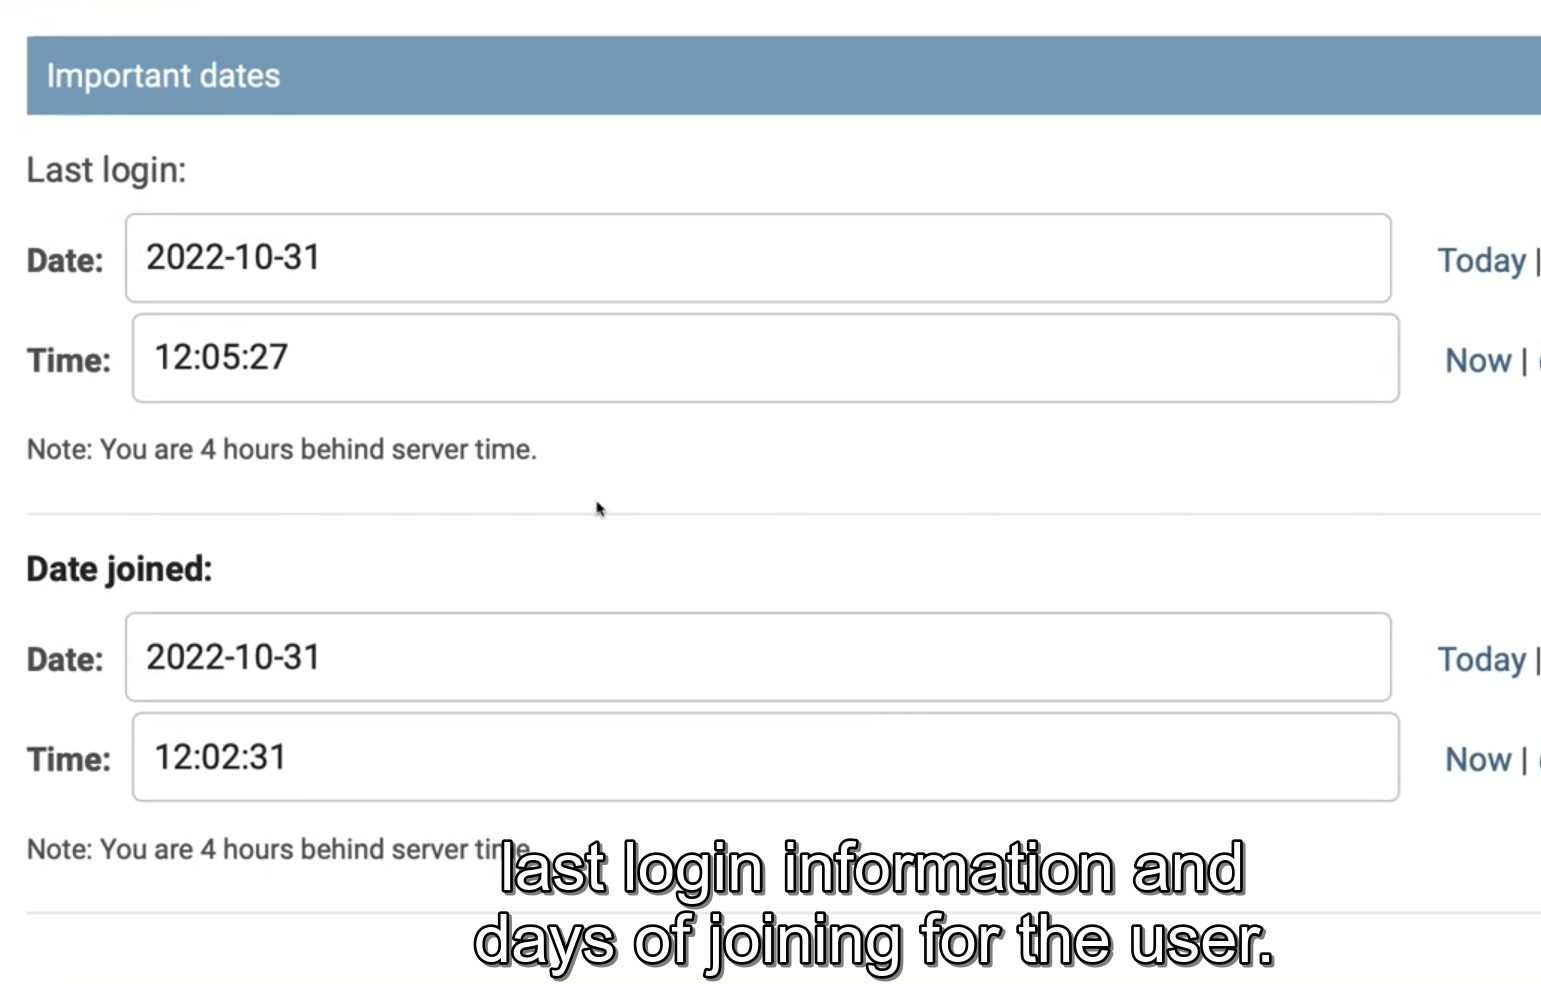 Important dates
Last login:
Date: 2022-10-31 Today |
Time: 12:05:27 Now |
Note: You are 4 hours behind server time.
Date joined:
Date: 2022-10-31 Today |
Time: 12:02:31 Now |
Note: You are 4 hours behind server time.
last login information and
days of joining for the user.